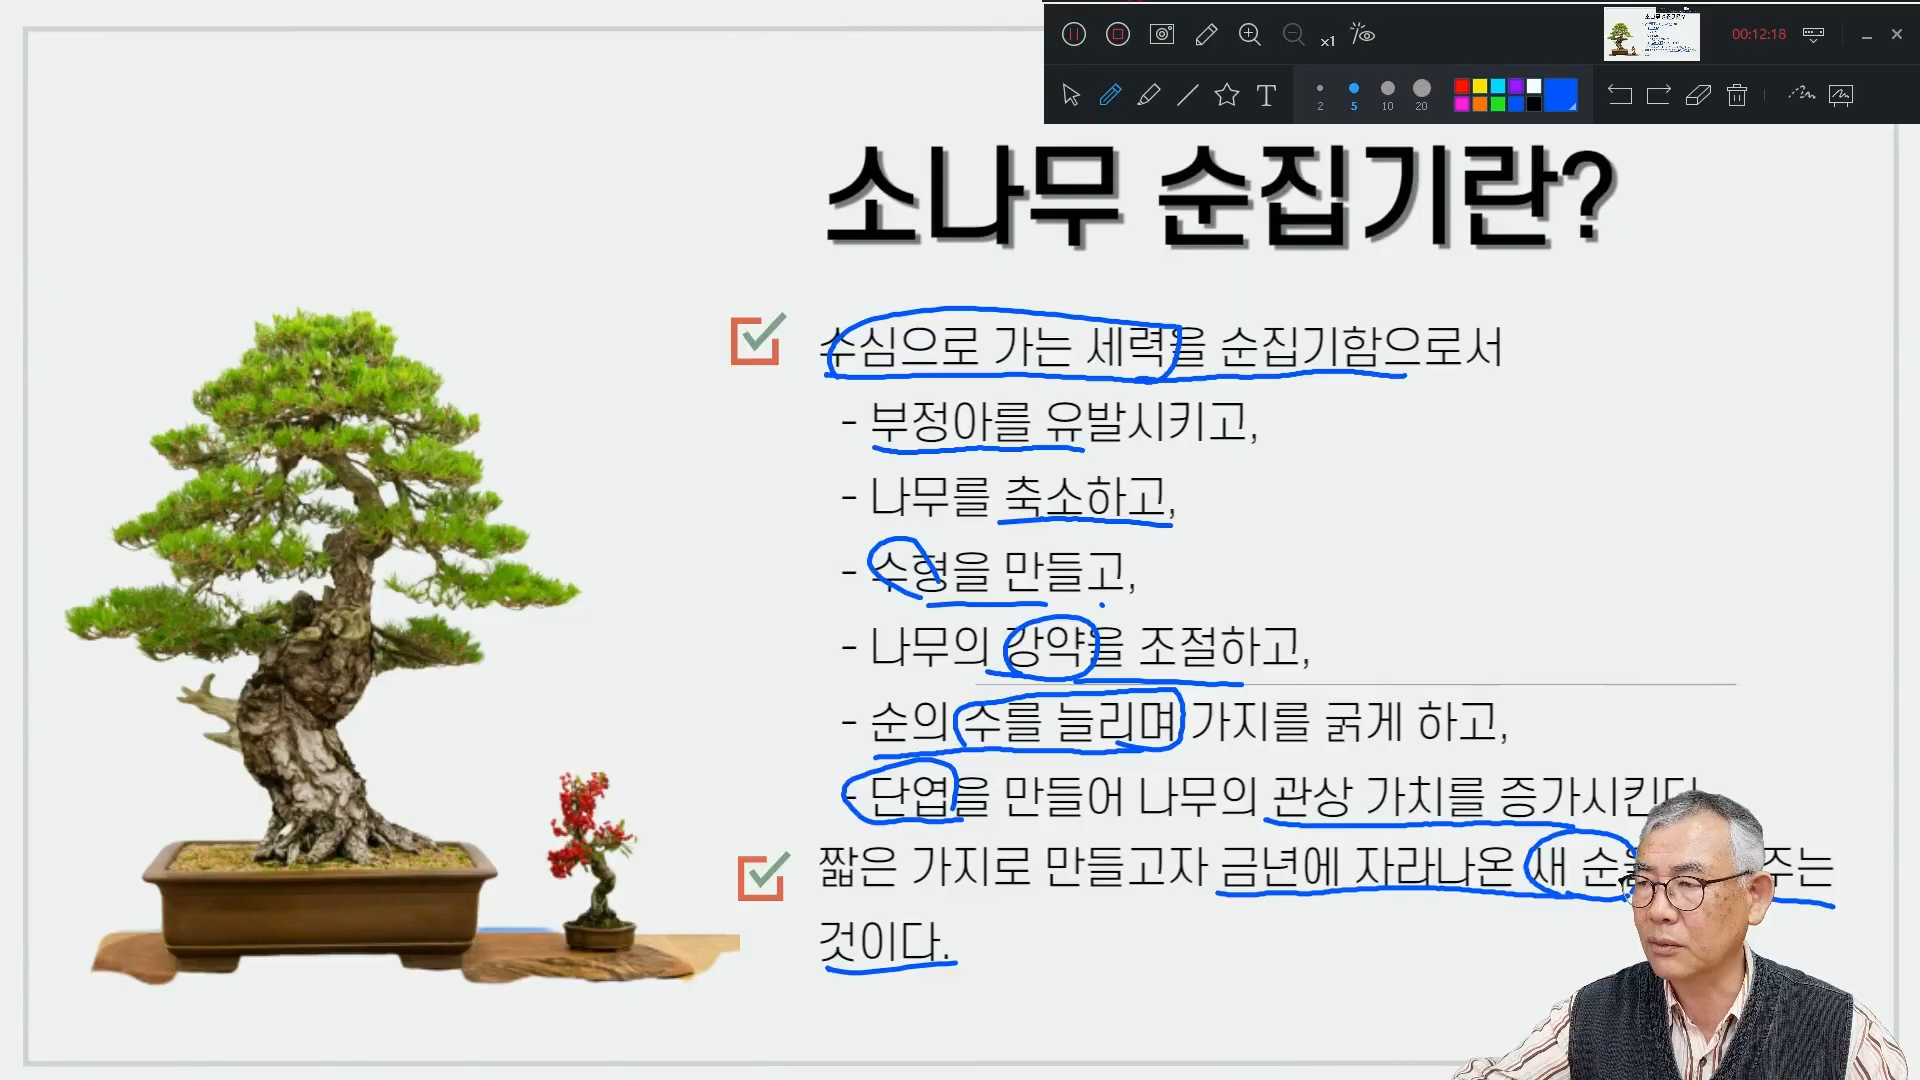 x1
00:12:18
T
2 5 10 20
소나무 순집기란?
수심으로 가는 세력을 순집기함으로서
- 부정아를 유발시키고,
- 나무를 축소하고,
- 수형을 만들고,
- 나무의 강약을 조절하고,
- 순의 수를 늘리며 가지를 굵게 하고,
- 단엽을 만들어 나무의 관상 가치를 증가시킨다
짧은 가지로 만들고자 금년에 자라나온 새 순을 주는
것이다.